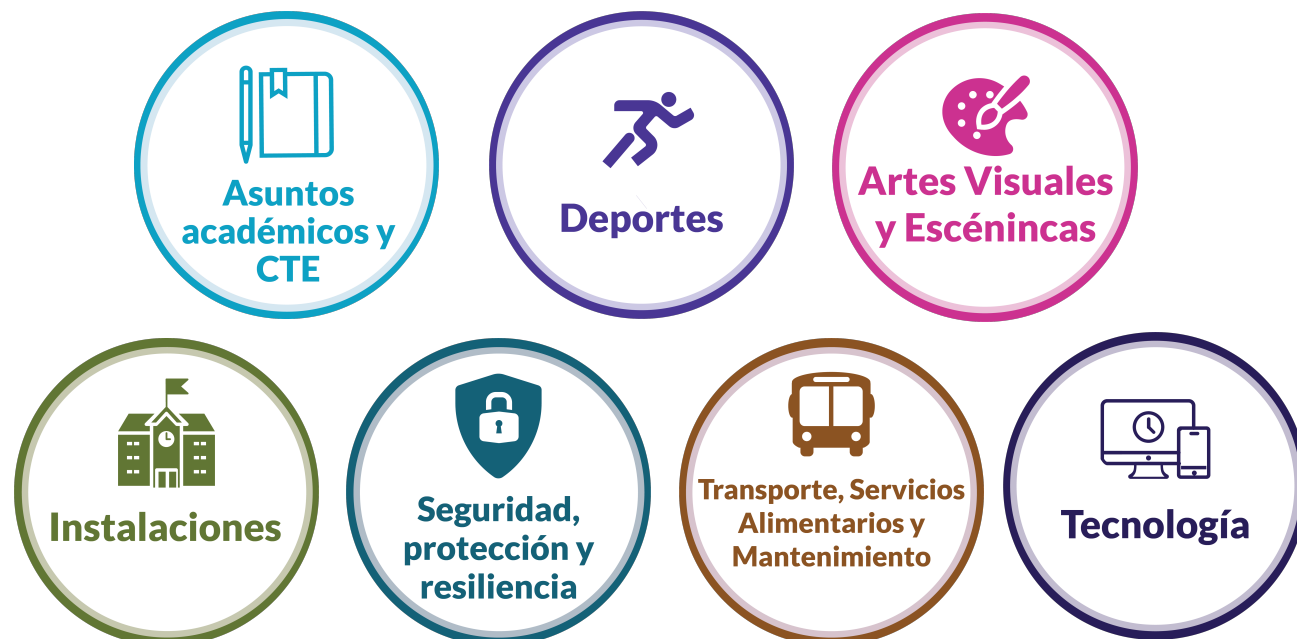 Asuntos
académicos y
CTE
Deportes
Artes Visuales
y Escénincas
Instalaciones
Seguridad,
protección y
resiliencia
Transporte, Servicios
Alimentarios y
Mantenimiento
Tecnología